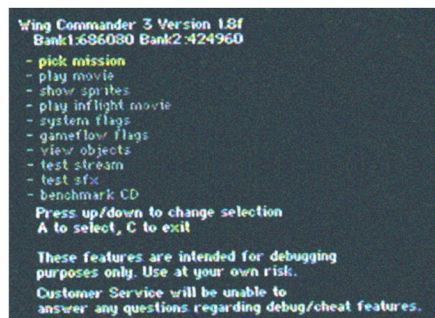 Wing Commander 3 Version 1.8f
Bank1:686080 Bank2:424960
- pick mission
- play movie
- show sprites
- play inflight movie
- system flags
- gameflow flags
- view objects
- test stream
- test sfx
- benchmark CD
Press up/down to change selection
A to select, C to exit
These features are intended for debugging
purposes only. Use at your own risk.
Customer Service will be unable to
answer any questions regarding debug/cheat features.